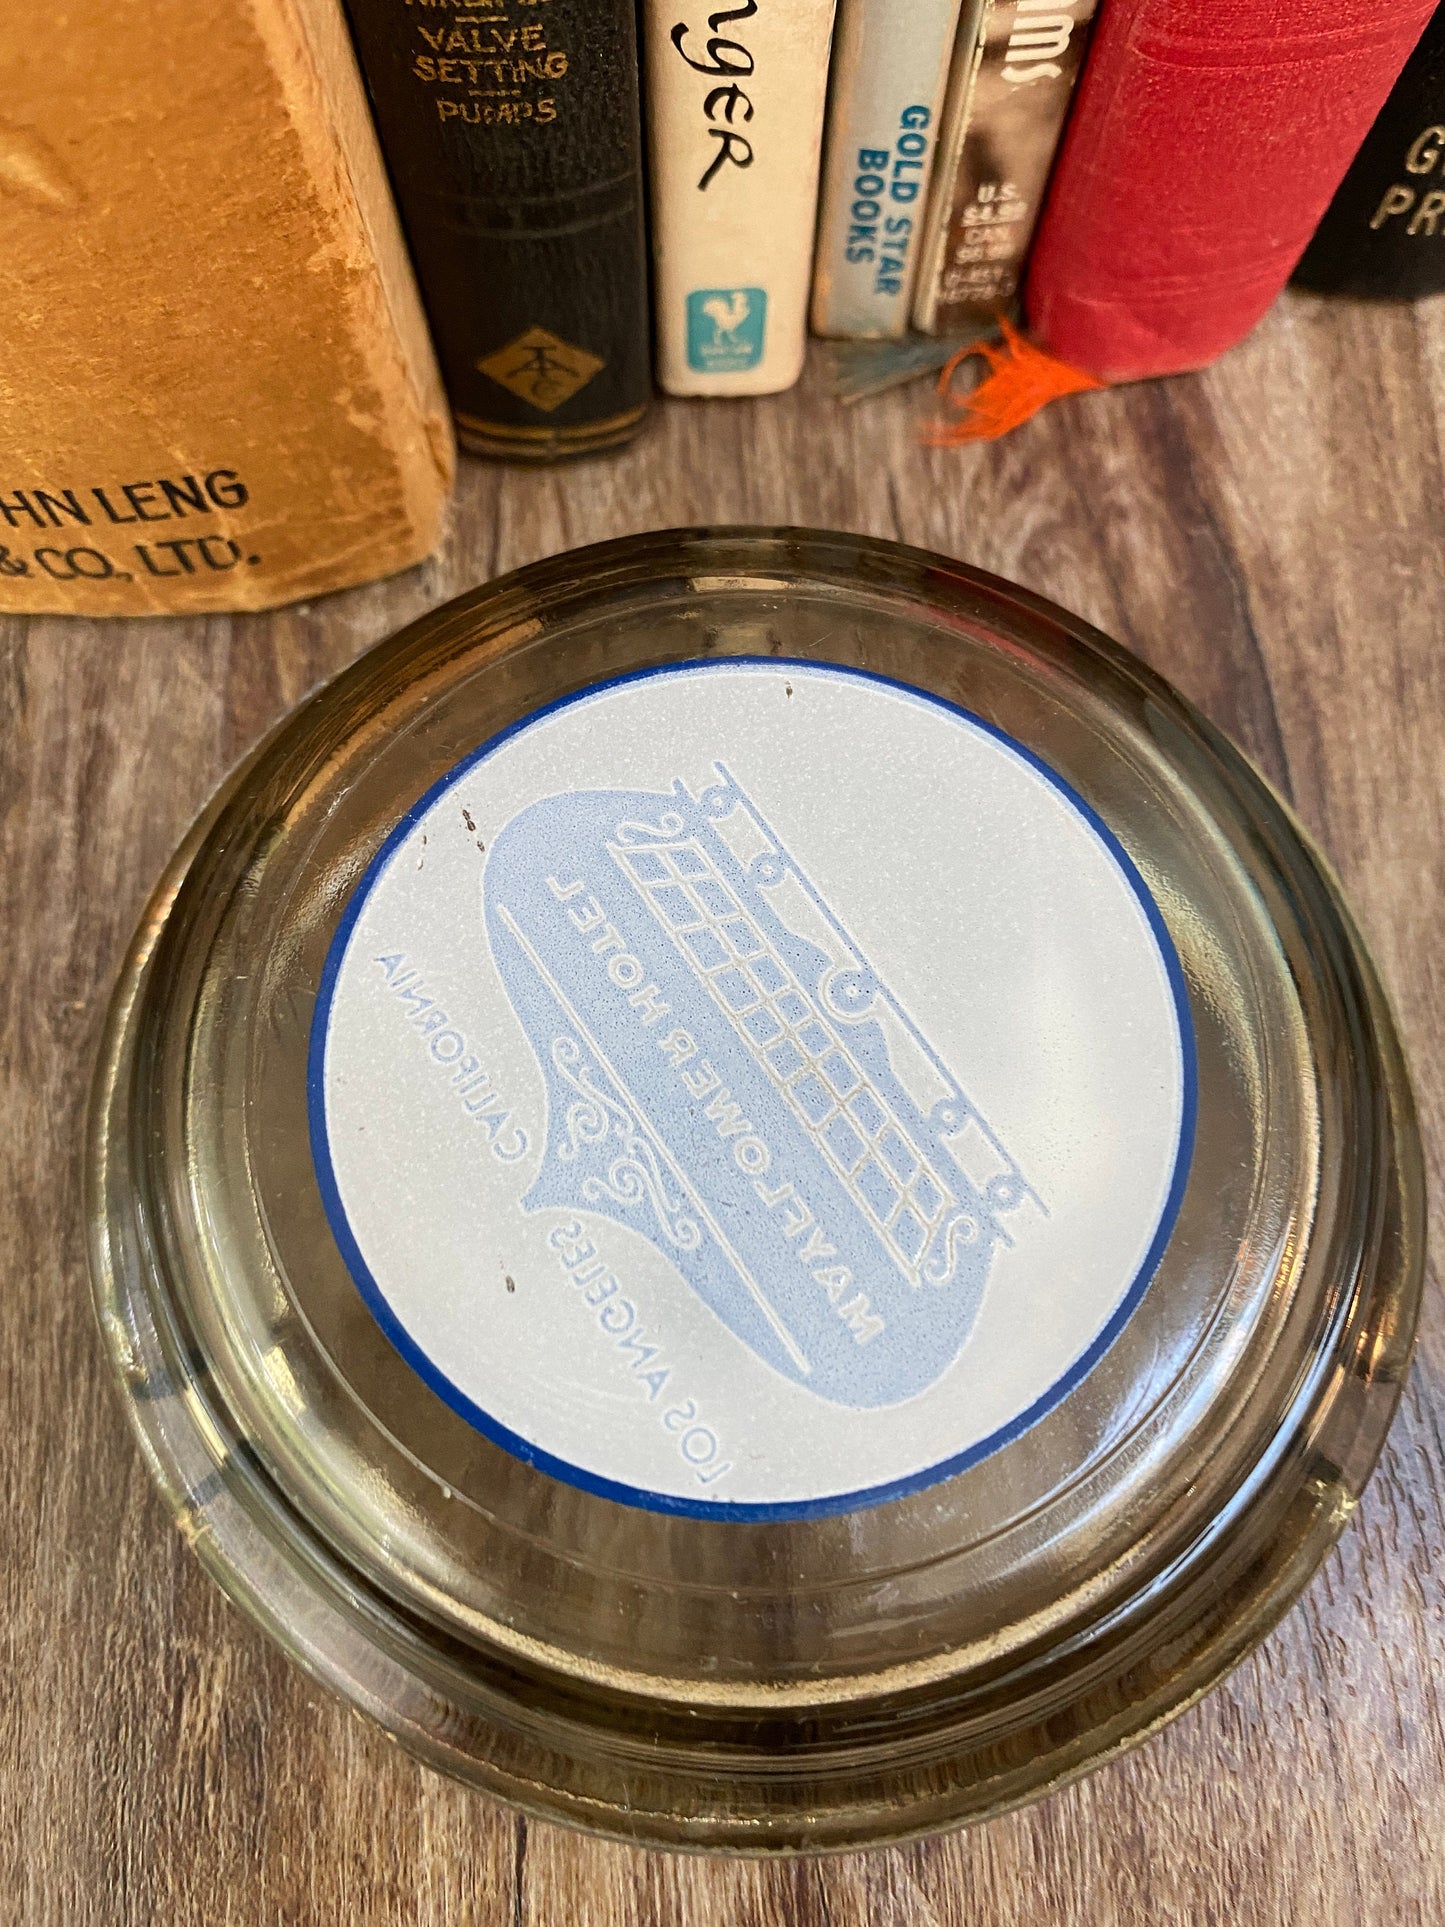 VALVE
SETTING
PUMPS
nger
GOLD STAR
BOOKS
U.S.
HN LENG
& CO., LTD.
MAYFLOWER HOTEL
LOS ANGELES CALIFORNIA